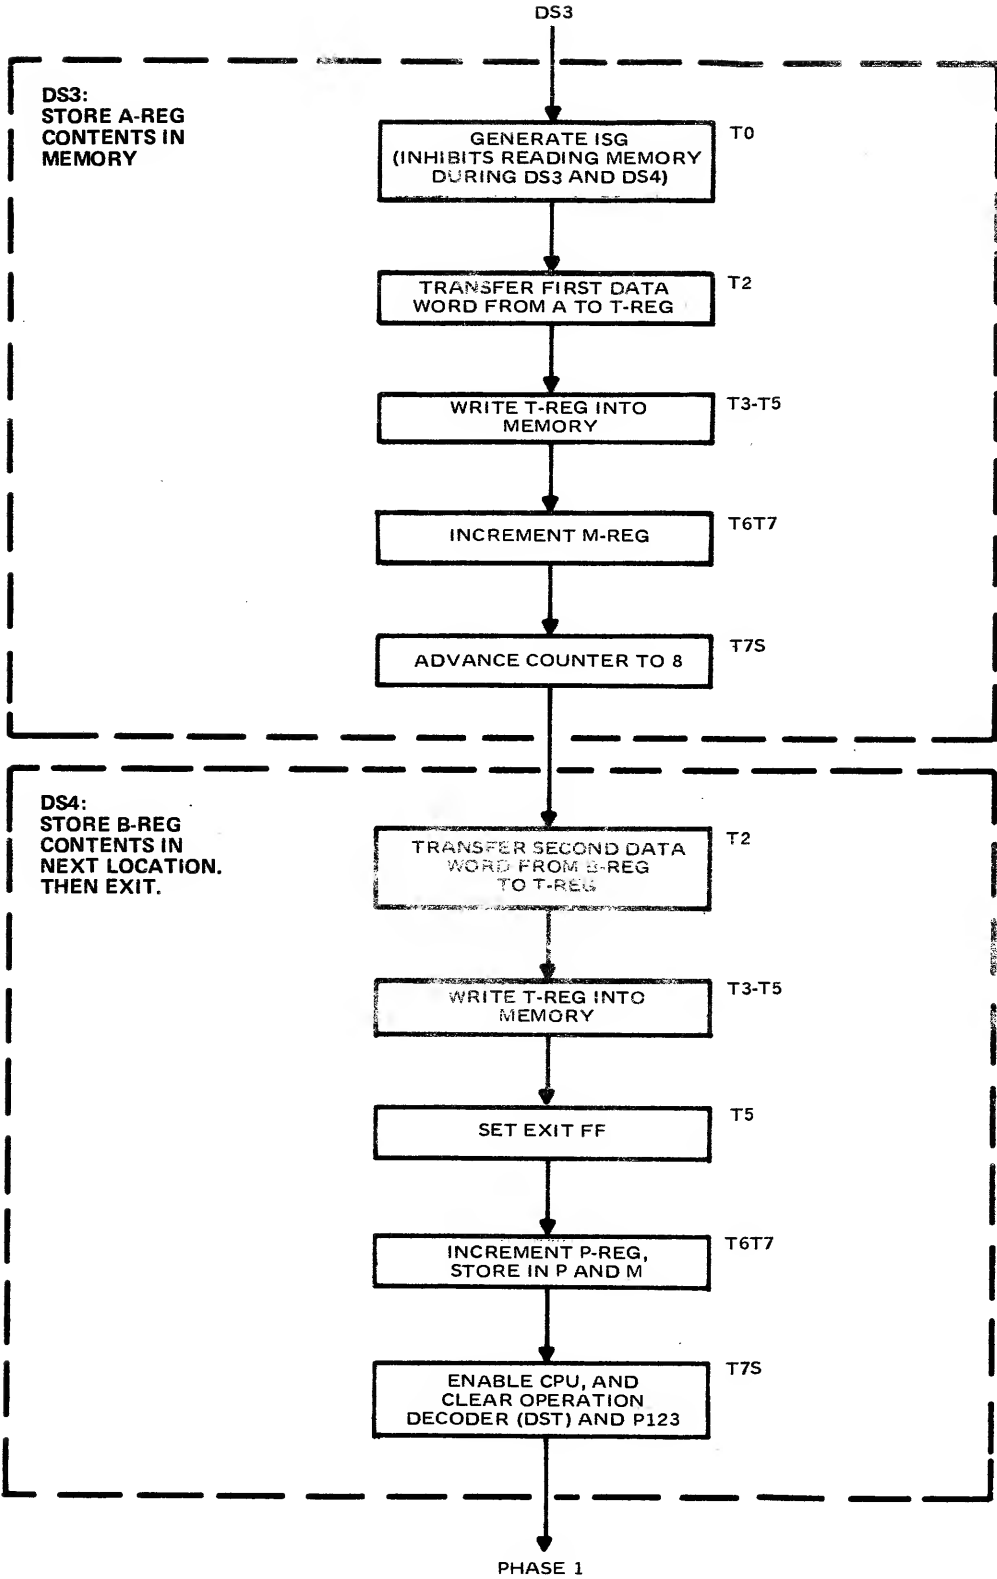 DS3
DS3:
STORE A-REG
CONTENTS IN
MEMORY
GENERATE ISG
(INHIBITS READING MEMORY
DURING DS3 AND DS4)
T0
TRANSFER FIRST DATA
WORD FROM A TO T-REG
T2
WRITE T-REG INTO
MEMORY
T3-T5
INCREMENT M-REG
T6T7
ADVANCE COUNTER TO 8
T7S
DS4:
STORE B-REG
CONTENTS IN
NEXT LOCATION.
THEN EXIT.
TRANSFER SECOND DATA
WORD FROM B-REG
TO T-REG
T2
WRITE T-REG INTO
MEMORY
T3-T5
SET EXIT FF
T5
INCREMENT P-REG,
STORE IN P AND M
T6T7
ENABLE CPU, AND
CLEAR OPERATION
DECODER (DST) AND P123
T7S
PHASE 1